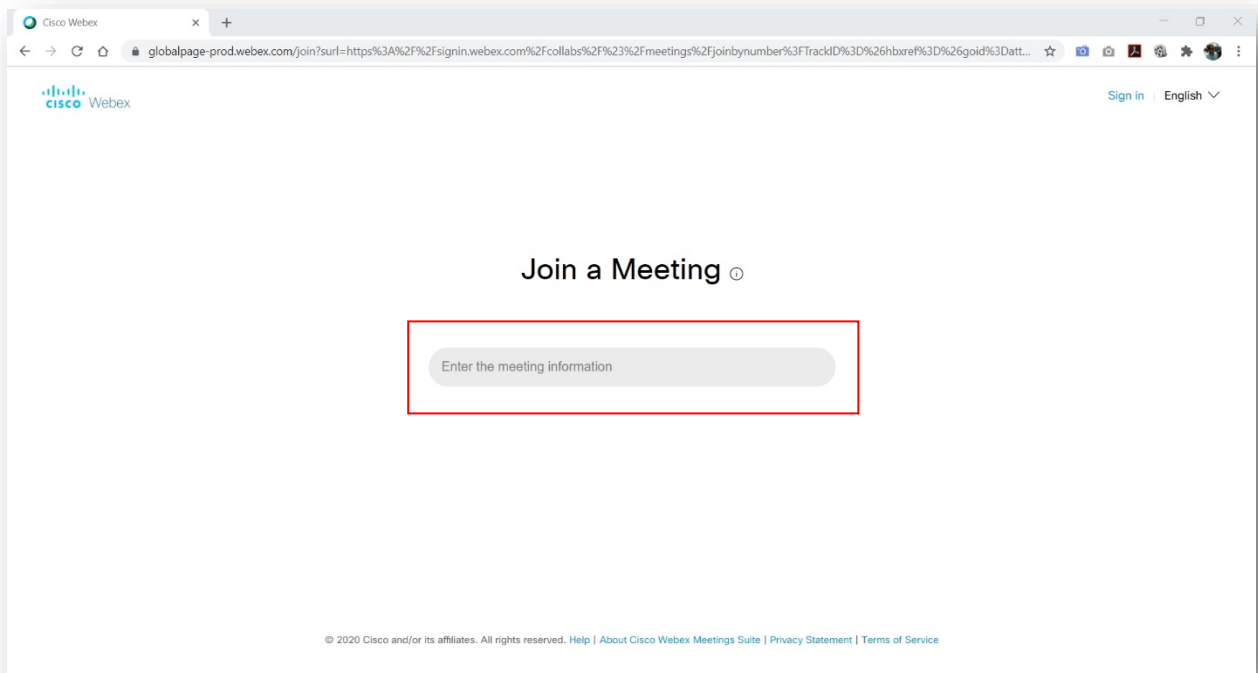 Cisco Webex
globalpage-prod.webex.com/join?surl=https%3A%2F%2Fsignin.webex.com%2Fcollabs%2F%23%2Fmeetings%2Fjoinbynumber%3FTrackID%3D%26hbxref%3D%26goid%3Datt...
cisco Webex
Sign in | English
Join a Meeting
Enter the meeting information
© 2020 Cisco and/or its affiliates. All rights reserved. Help | About Cisco Webex Meetings Suite | Privacy Statement | Terms of Service